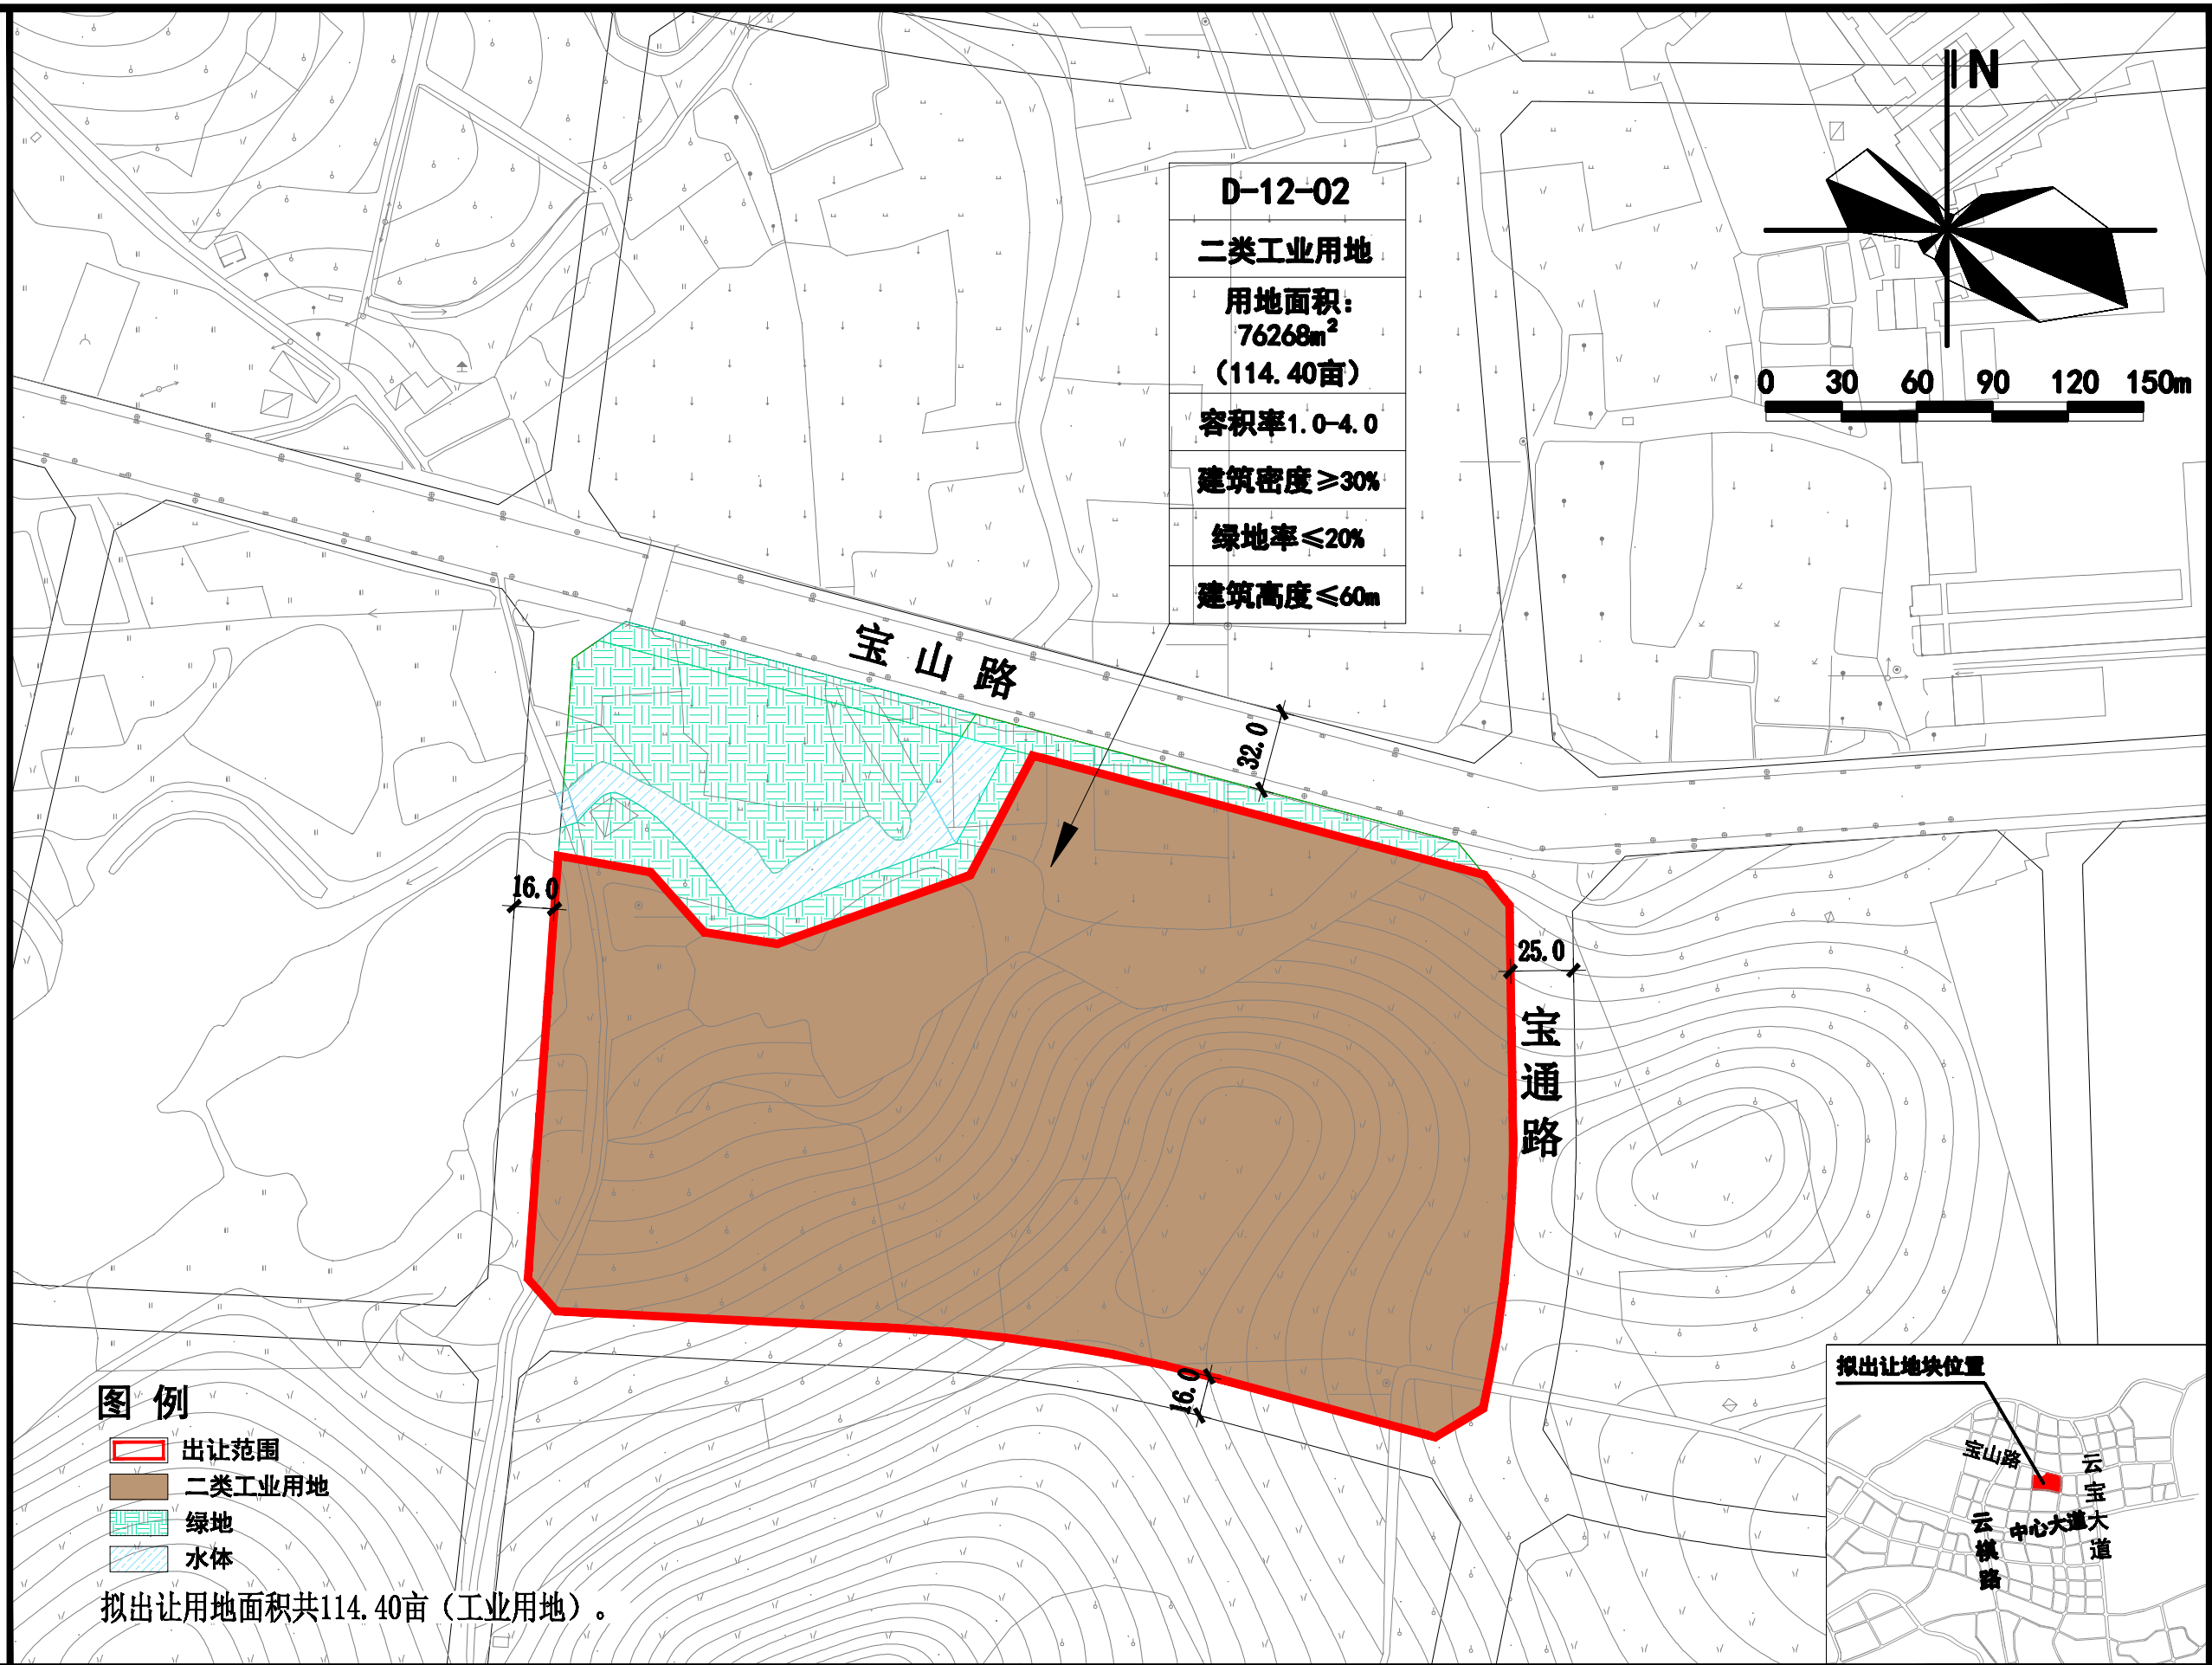 N
0 30 60 90 120 150m
D-12-02
二类工业用地
用地面积：
76268m²
（114.40亩）
容积率1.0-4.0
建筑密度≥30%
绿地率≤20%
建筑高度≤60m
宝山路
32.0
16.0
25.0
宝通路
16.0
图 例
出让范围
二类工业用地
绿地
水体
拟出让用地面积共114.40亩（工业用地）。
拟出让地块位置
宝山路
云宝大道
中心大道
云棋路